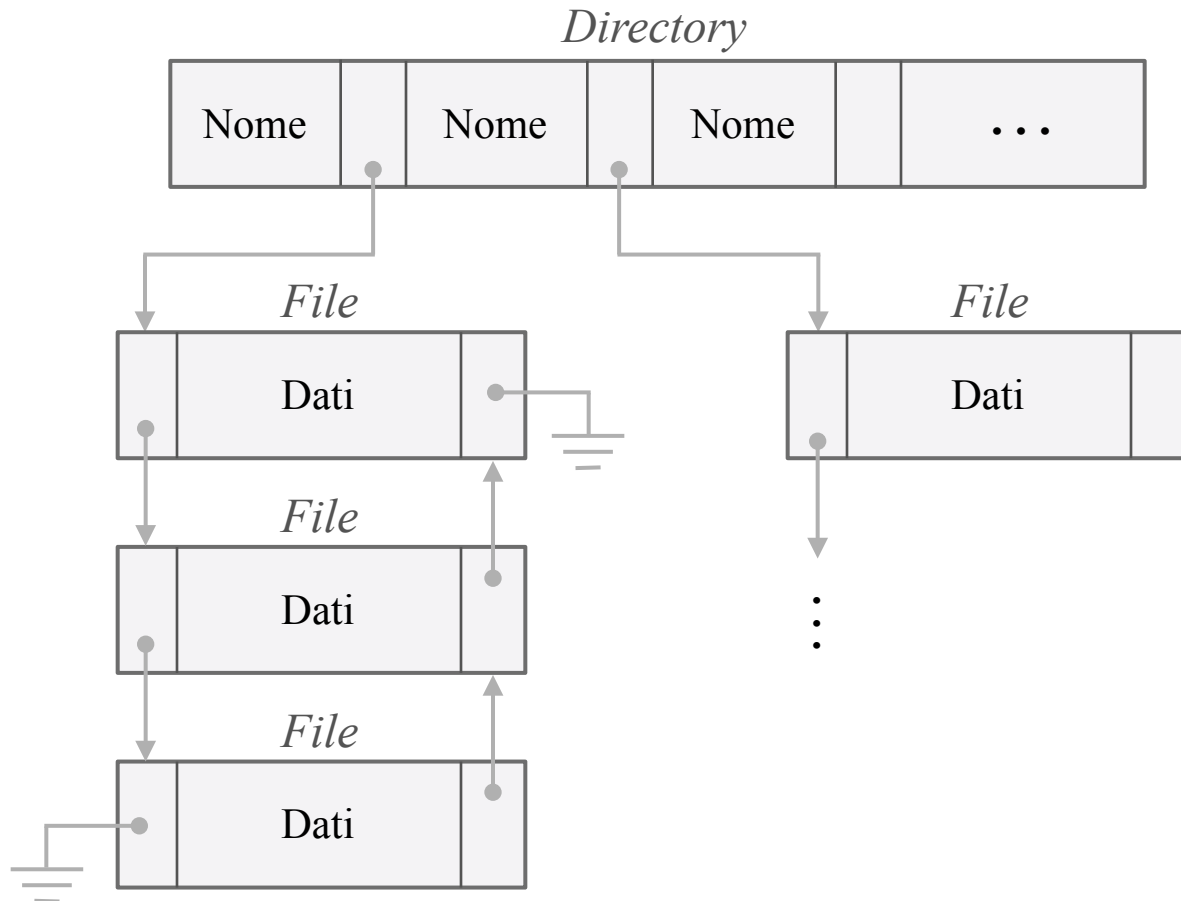 Directory
Nome Nome Nome ...
File File
Dati Dati
File
Dati
⋮
File
Dati